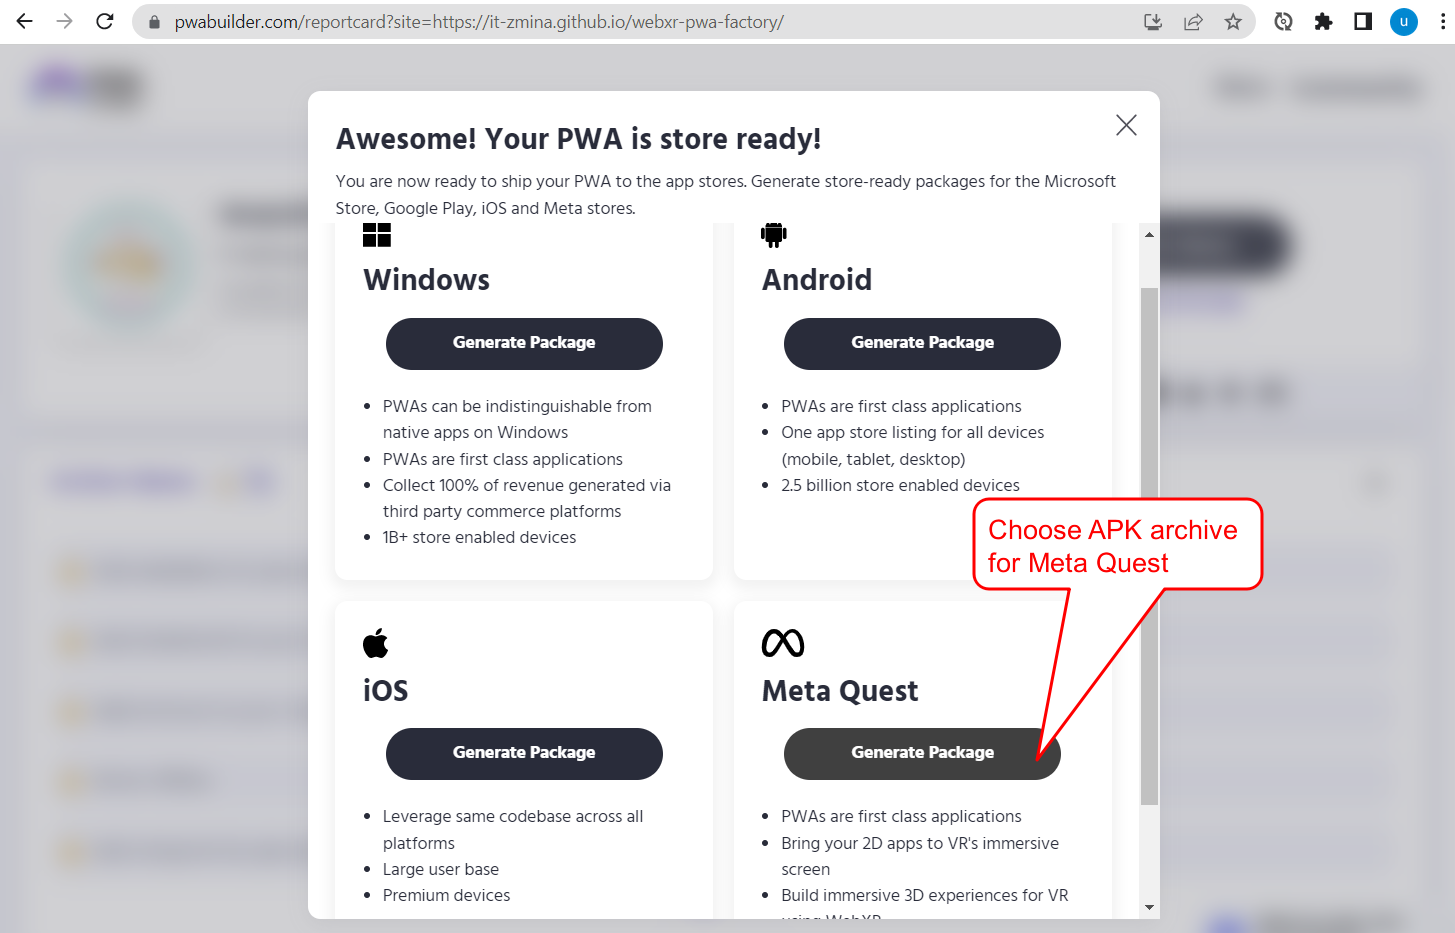 pwabuilder.com/reportcard?site=https://it-zmina.github.io/webxr-pwa-factory/
u
Awesome! Your PWA is store ready!
You are now ready to ship your PWA to the app stores. Generate store-ready packages for the Microsoft
Store, Google Play, iOS and Meta stores.
Windows
Generate Package
• PWAs can be indistinguishable from
native apps on Windows
• PWAs are first class applications
• Collect 100% of revenue generated via
third party commerce platforms
• 1B+ store enabled devices
Android
Generate Package
• PWAs are first class applications
• One app store listing for all devices
(mobile, tablet, desktop)
• 2.5 billion store enabled devices
Choose APK archive
for Meta Quest
iOS
Generate Package
• Leverage same codebase across all
platforms
• Large user base
• Premium devices
Meta Quest
Generate Package
• PWAs are first class applications
• Bring your 2D apps to VR's immersive
screen
• Build immersive 3D experiences for VR
using WebXR